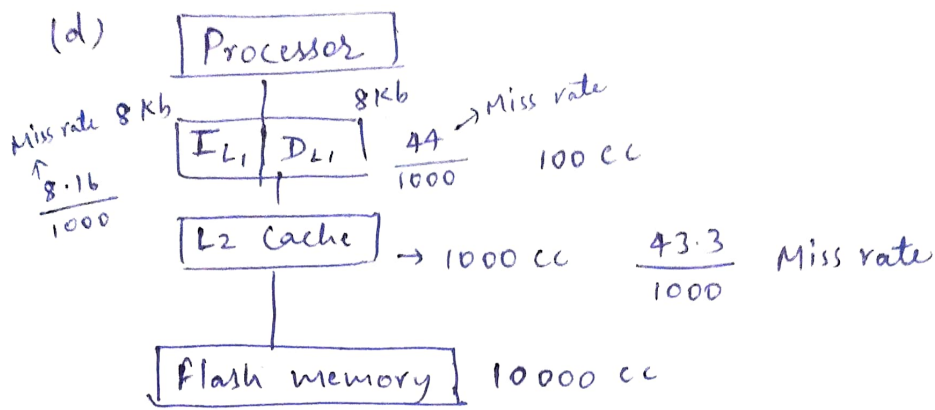 (d)
Processor
Miss rate 8 Kb
8Kb
Miss rate
8.16
1000
IL1 DL1
44
1000
100 CC
L2 Cache
→ 1000 CC
43.3
1000
Miss rate
Flash memory
10000 CC